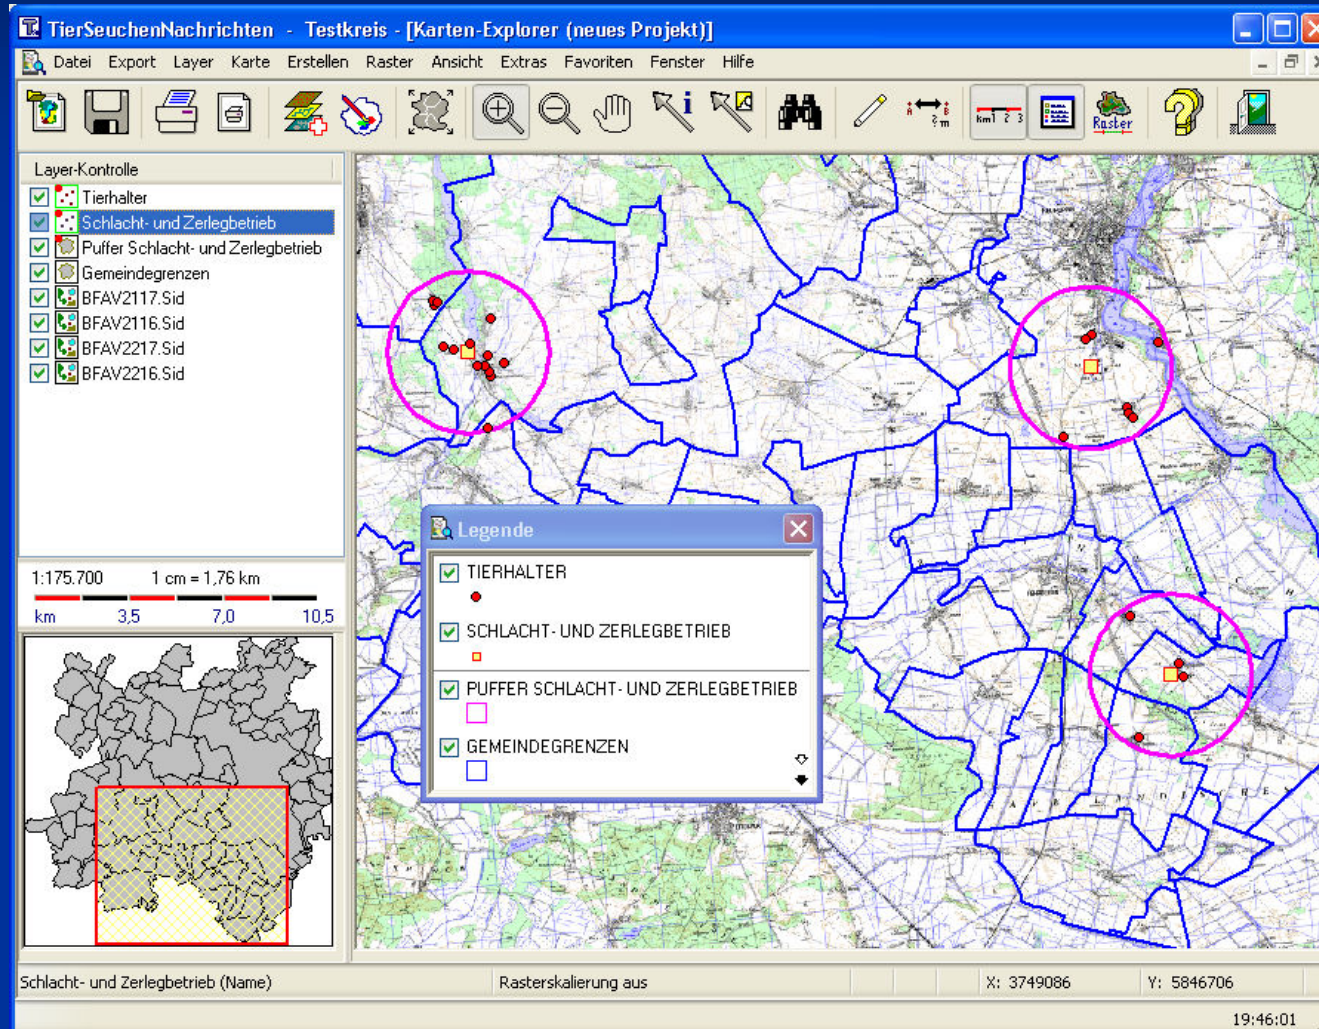 TierSeuchenNachrichten - Testkreis - [Karten-Explorer (neues Projekt)]
Datei Export Layer Karte Erstellen Raster Ansicht Extras Favoriten Fenster Hilfe
km 1 2 3
Raster
Layer-Kontrolle
Tierhalter
Schlacht- und Zerlegbetrieb
Puffer Schlacht- und Zerlegbetrieb
Gemeindegrenzen
BFAV2117.Sid
BFAV2116.Sid
BFAV2217.Sid
BFAV2216.Sid
1:175.700 1 cm = 1,76 km
km 3,5 7,0 10,5
Legende
TIERHALTER
SCHLACHT- UND ZERLEGBETRIEB
PUFFER SCHLACHT- UND ZERLEGBETRIEB
GEMEINDEGRENZEN
Schlacht- und Zerlegbetrieb (Name) Rasterskalierung aus X: 3749086 Y: 5846706
19:46:01